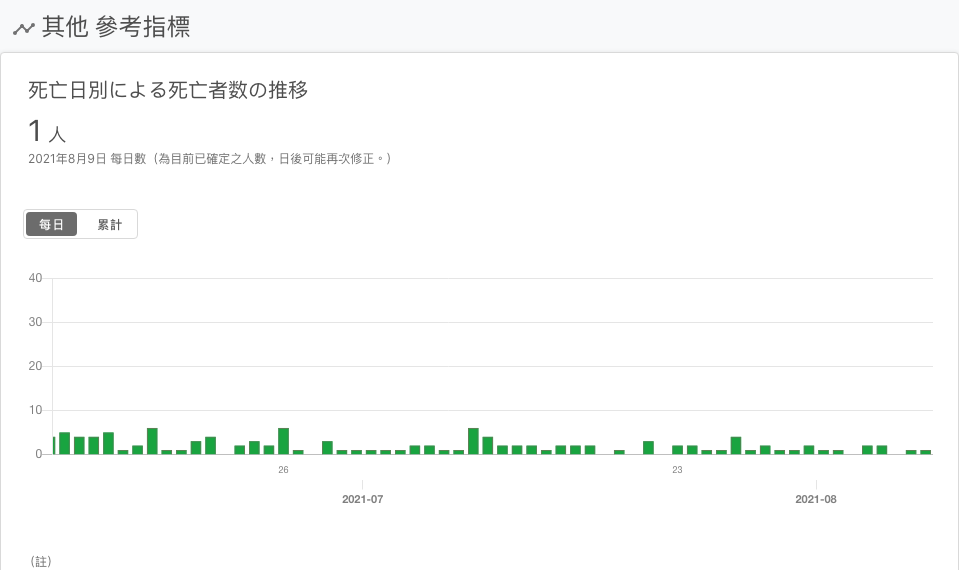 其他 參考指標
死亡日別による死亡者数の推移
1 人
2021年8月9日 每日數（為目前已確定之人數，日後可能再次修正。）
每日 累計
40
30
20
10
0
26 23
2021-07 2021-08
（註）